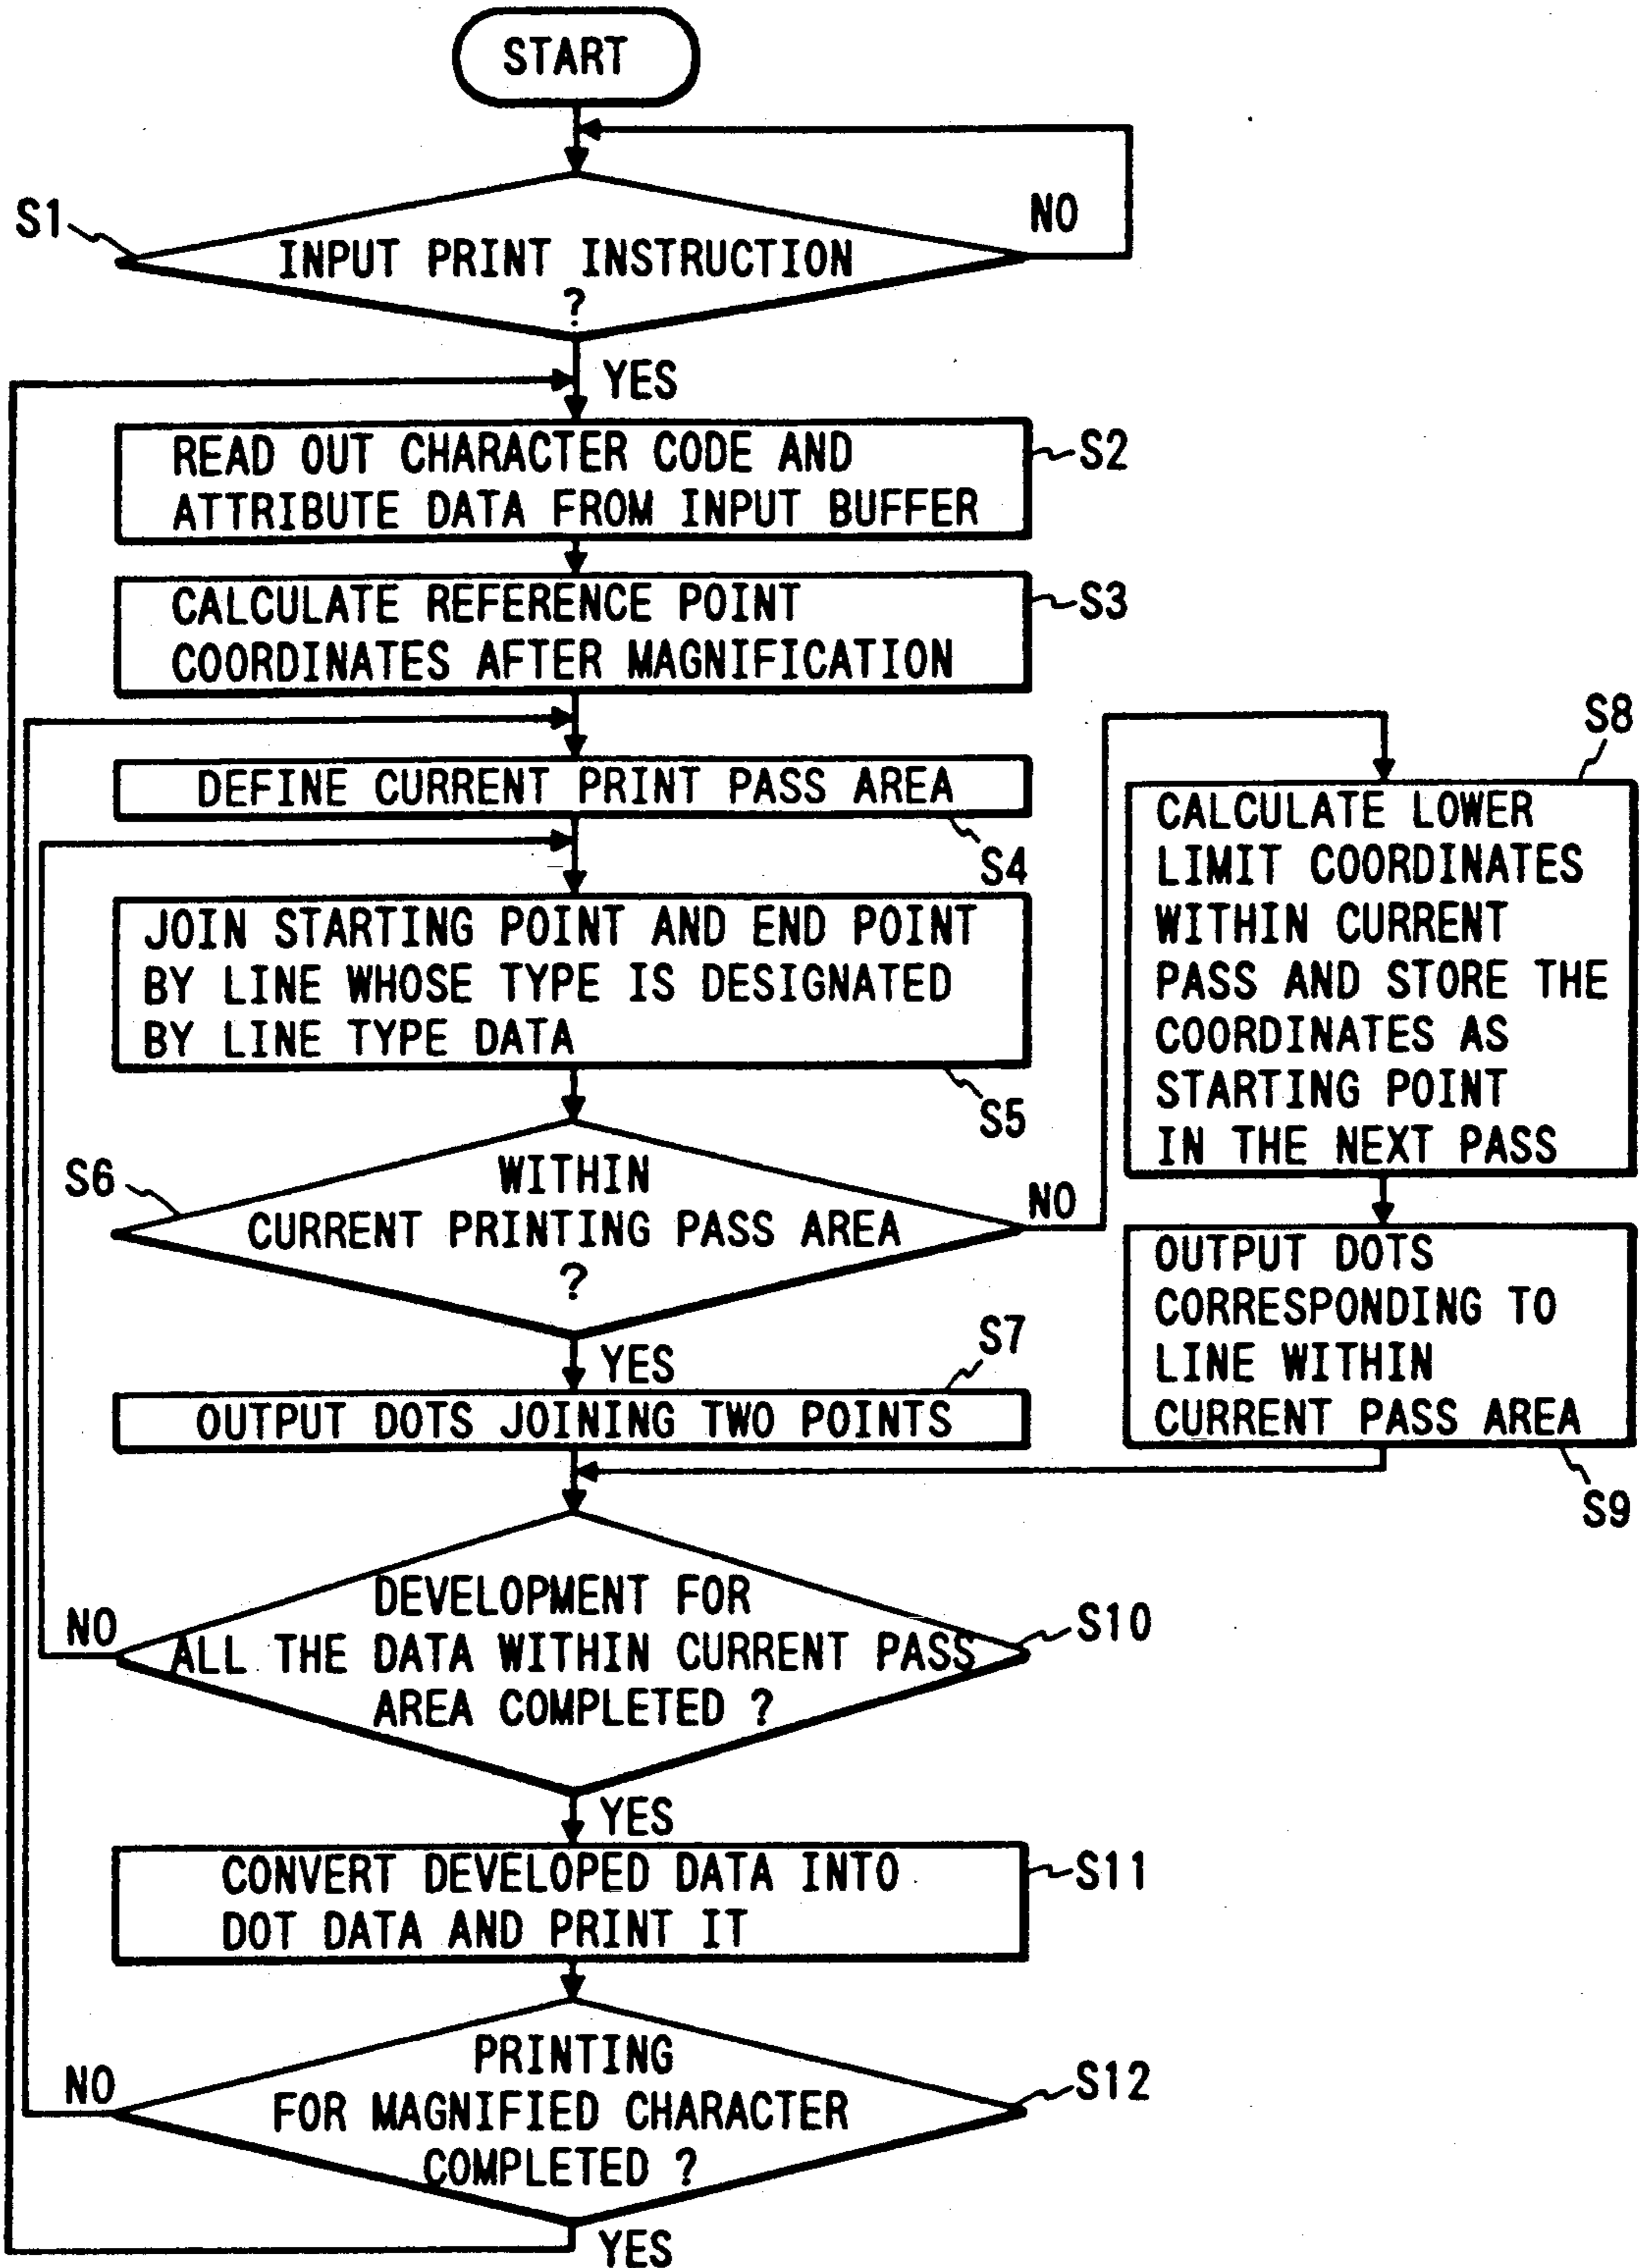 START
NO
S1
INPUT PRINT INSTRUCTION
?
YES
READ OUT CHARACTER CODE AND
ATTRIBUTE DATA FROM INPUT BUFFER
S2
CALCULATE REFERENCE POINT
COORDINATES AFTER MAGNIFICATION
S3
DEFINE CURRENT PRINT PASS AREA
S4
JOIN STARTING POINT AND END POINT
BY LINE WHOSE TYPE IS DESIGNATED
BY LINE TYPE DATA
S5
S6
WITHIN
CURRENT PRINTING PASS AREA
?
NO
YES
S7
OUTPUT DOTS JOINING TWO POINTS
S8
CALCULATE LOWER
LIMIT COORDINATES
WITHIN CURRENT
PASS AND STORE THE
COORDINATES AS
STARTING POINT
IN THE NEXT PASS
OUTPUT DOTS
CORRESPONDING TO
LINE WITHIN
CURRENT PASS AREA
S9
DEVELOPMENT FOR
ALL THE DATA WITHIN CURRENT PASS
AREA COMPLETED ?
NO
S10
YES
CONVERT DEVELOPED DATA INTO
DOT DATA AND PRINT IT
S11
PRINTING
FOR MAGNIFIED CHARACTER
COMPLETED ?
NO
S12
YES